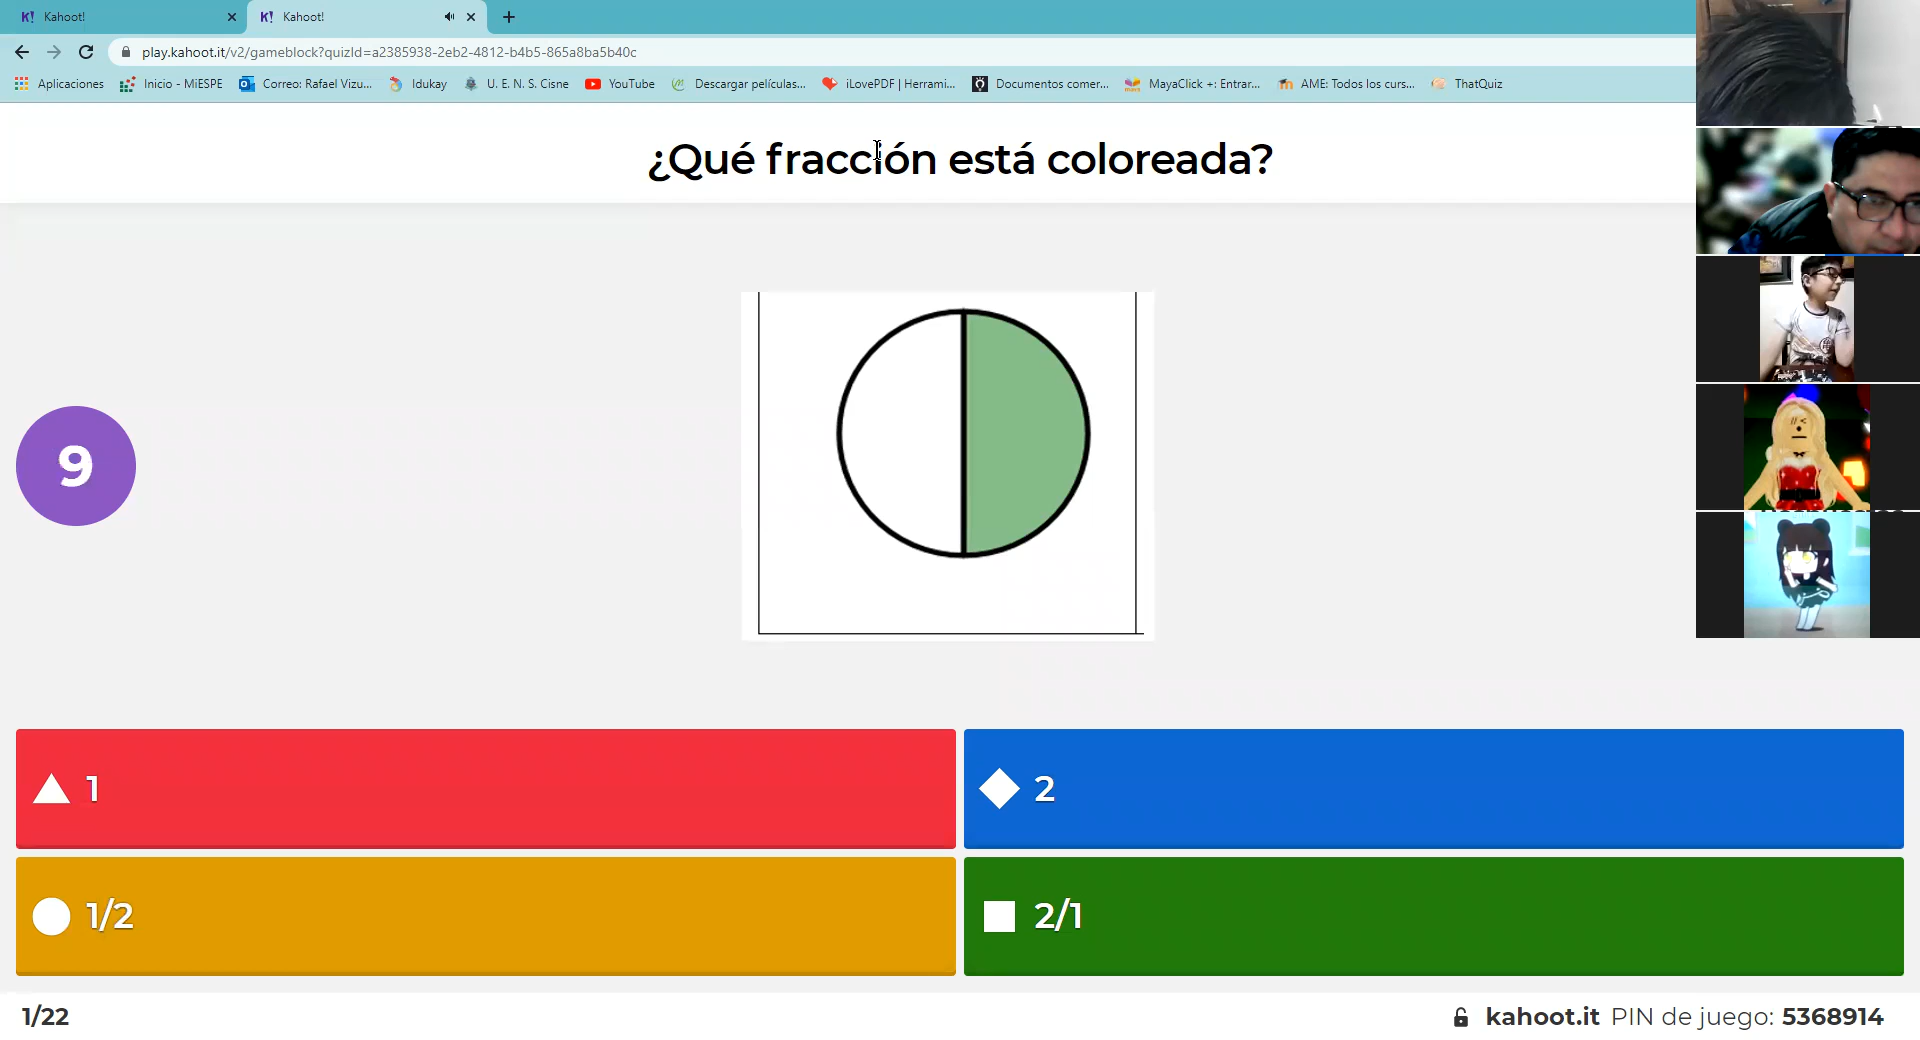 K! Kahoot!
K! Kahoot!
play.kahoot.it/v2/gameblock?quizId=a2385938-2eb2-4812-b4b5-865a8ba5b40c
Aplicaciones Inicio - MiESPE Correo: Rafael Vizu... Idukay U. E. N. S. Cisne YouTube Descargar películas... iLovePDF | Herrami... Documentos comer... MayaClick +: Entrar... AME: Todos los curs... ThatQuiz
¿Qué fracción está coloreada?
9
1
2
1/2
2/1
1/22
kahoot.it PIN de juego: 5368914